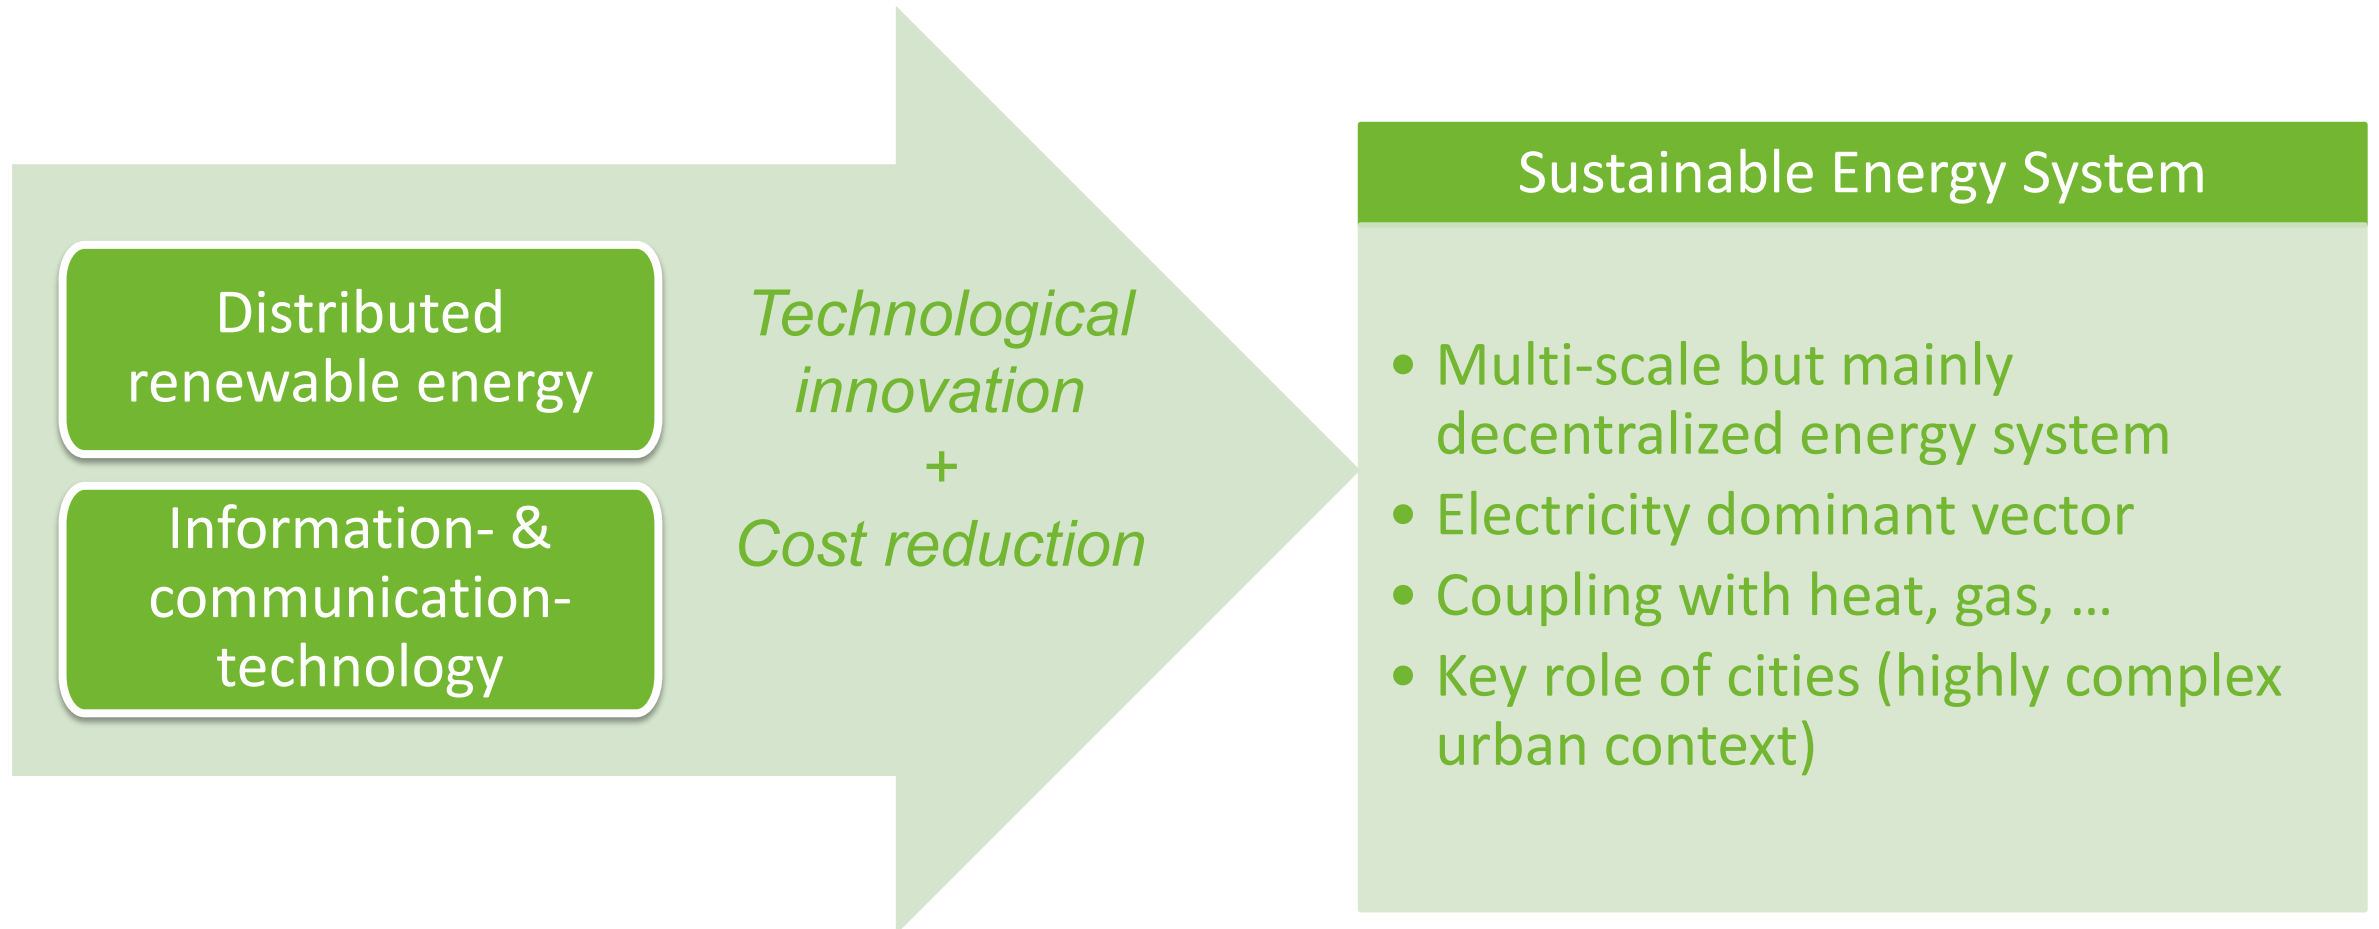 Distributed
renewable energy
Information- &
communication-
technology
Technological
innovation
+
Cost reduction
Sustainable Energy System
• Multi-scale but mainly
decentralized energy system
• Electricity dominant vector
• Coupling with heat, gas, ...
• Key role of cities (highly complex
urban context)